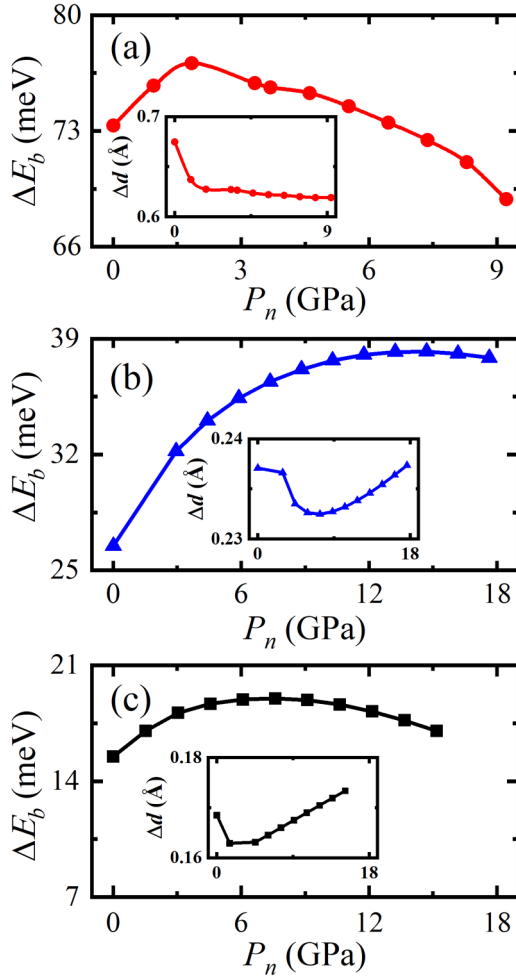 (a)
80
73
66
ΔE_b (meV)
0.7
0.6
Δd (Å)
0 9
0 3 6 9
P_n (GPa)
(b)
39
32
25
ΔE_b (meV)
0.24
0.23
Δd (Å)
0 18
0 6 12 18
P_n (GPa)
(c)
21
14
7
ΔE_b (meV)
0.18
0.16
Δd (Å)
0 9 18
0 6 12 18
P_n (GPa)